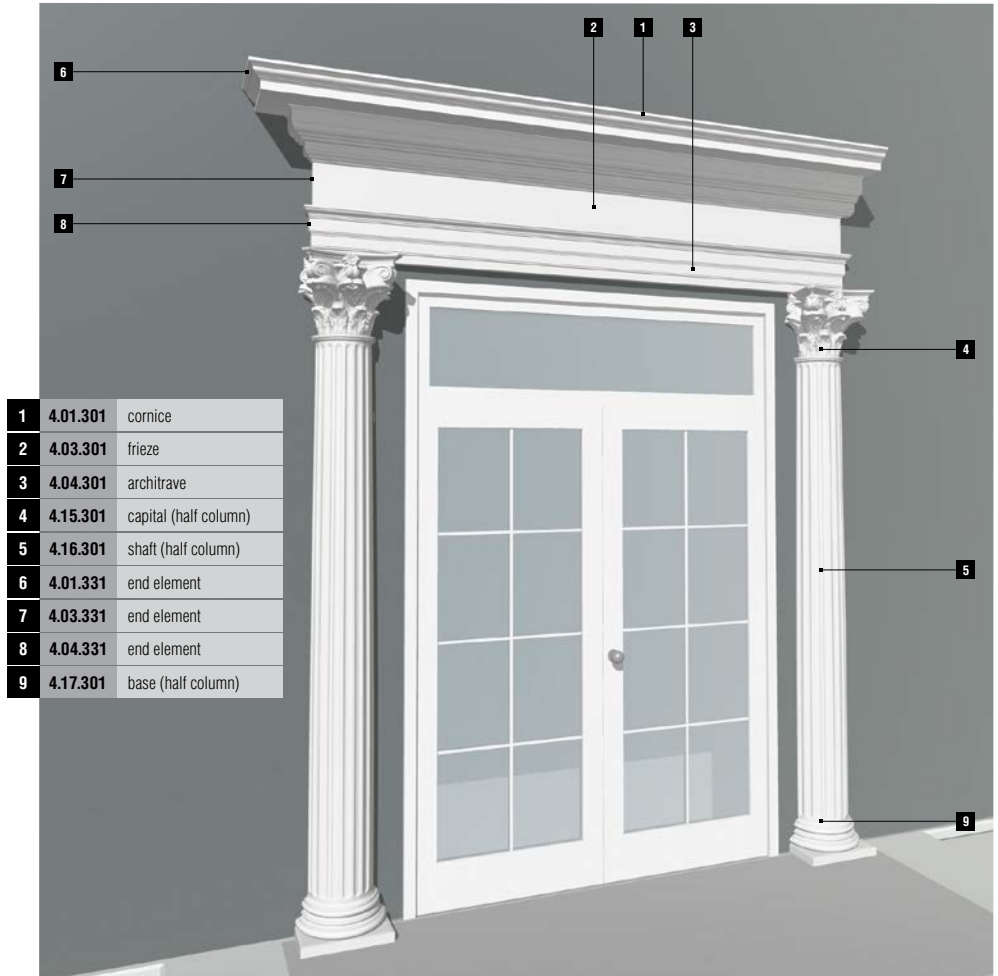 2 1 3
6
7
8
4
1 4.01.301 cornice
2 4.03.301 frieze
3 4.04.301 architrave
4 4.15.301 capital (half column)
5 4.16.301 shaft (half column)
6 4.01.331 end element
7 4.03.331 end element
8 4.04.331 end element
9 4.17.301 base (half column)
5
9